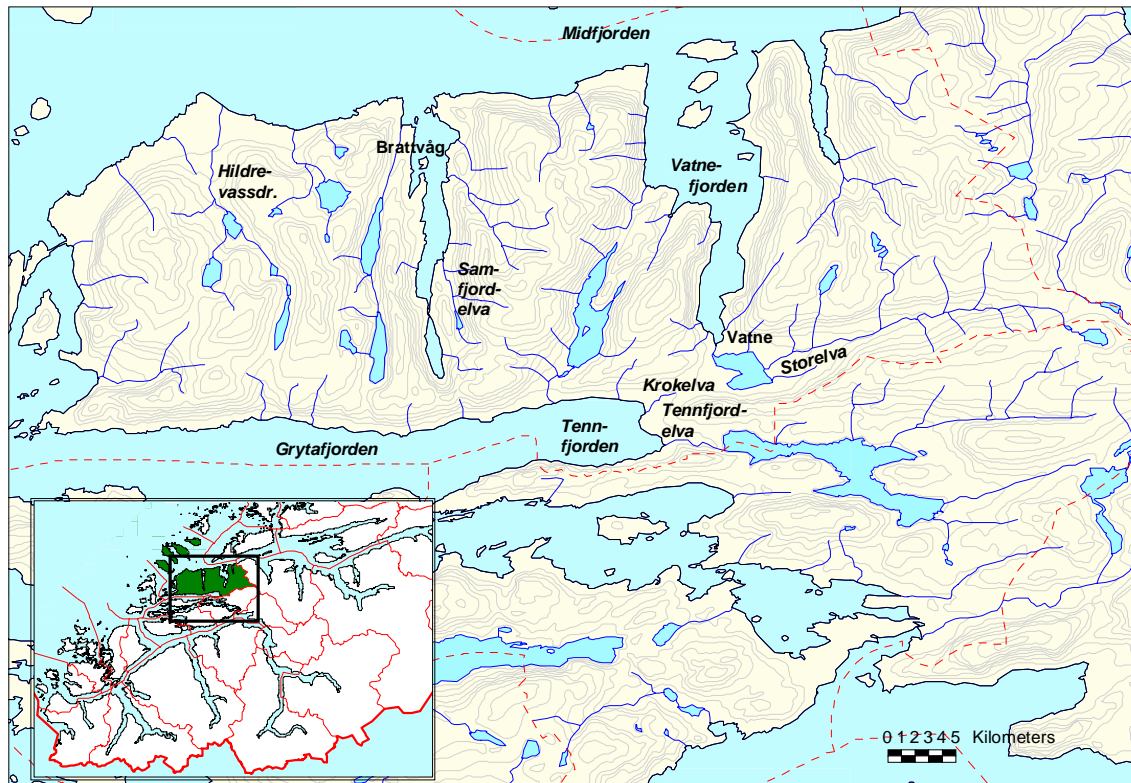 Midfjorden
Brattvåg
Hildre-
vassdr.
Vatne-
fjorden
Sam-
fjord-
elva
Vatne
Storelva
Krokelva
Tennfjord-
elva
Tenn-
fjorden
Grytafjorden
0 1 2 3 4 5 Kilometers